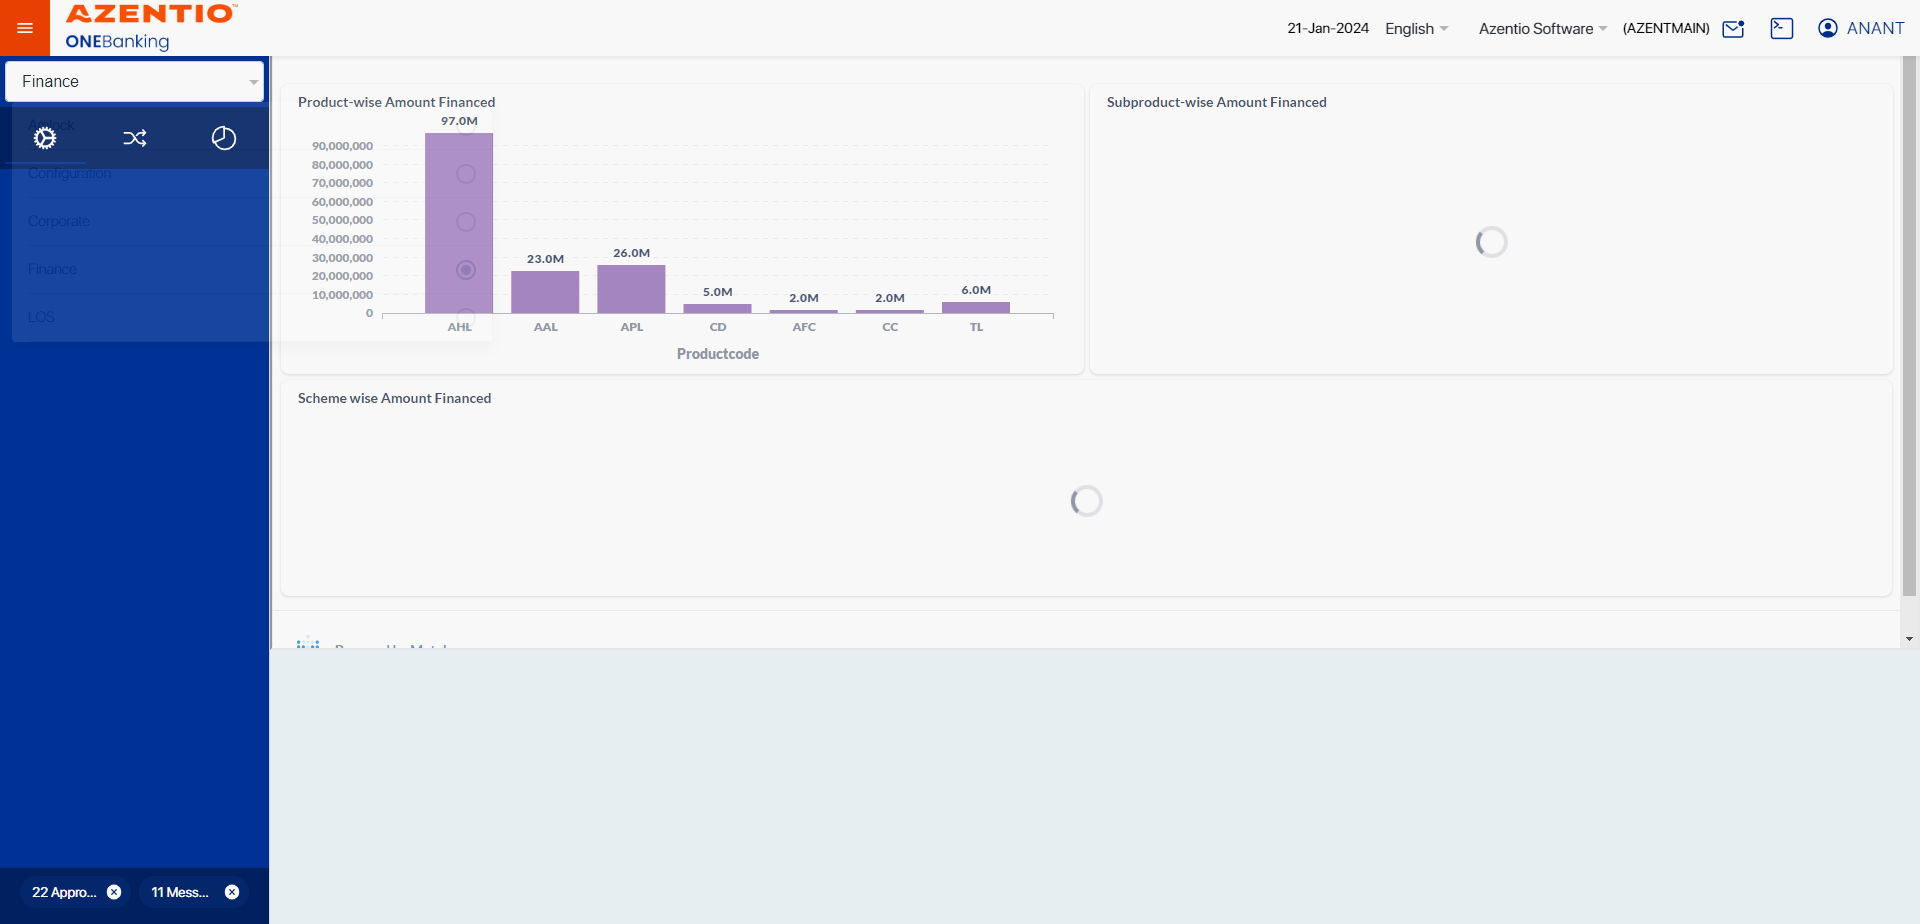 AZENTIO™
ONEBanking
21-Jan-2024 English Azentio Software (AZENTMAIN) ANANT
Finance
Amlock
Configuration
Corporate
Finance
LOS
Product-wise Amount Financed
97.0M
90,000,000
80,000,000
70,000,000
60,000,000
50,000,000
40,000,000
30,000,000
20,000,000
10,000,000
0
23.0M
26.0M
5.0M
2.0M
2.0M
6.0M
AHL AAL APL CD AFC CC TL
Productcode
Subproduct-wise Amount Financed
Scheme wise Amount Financed
22 Appro...
11 Mess...